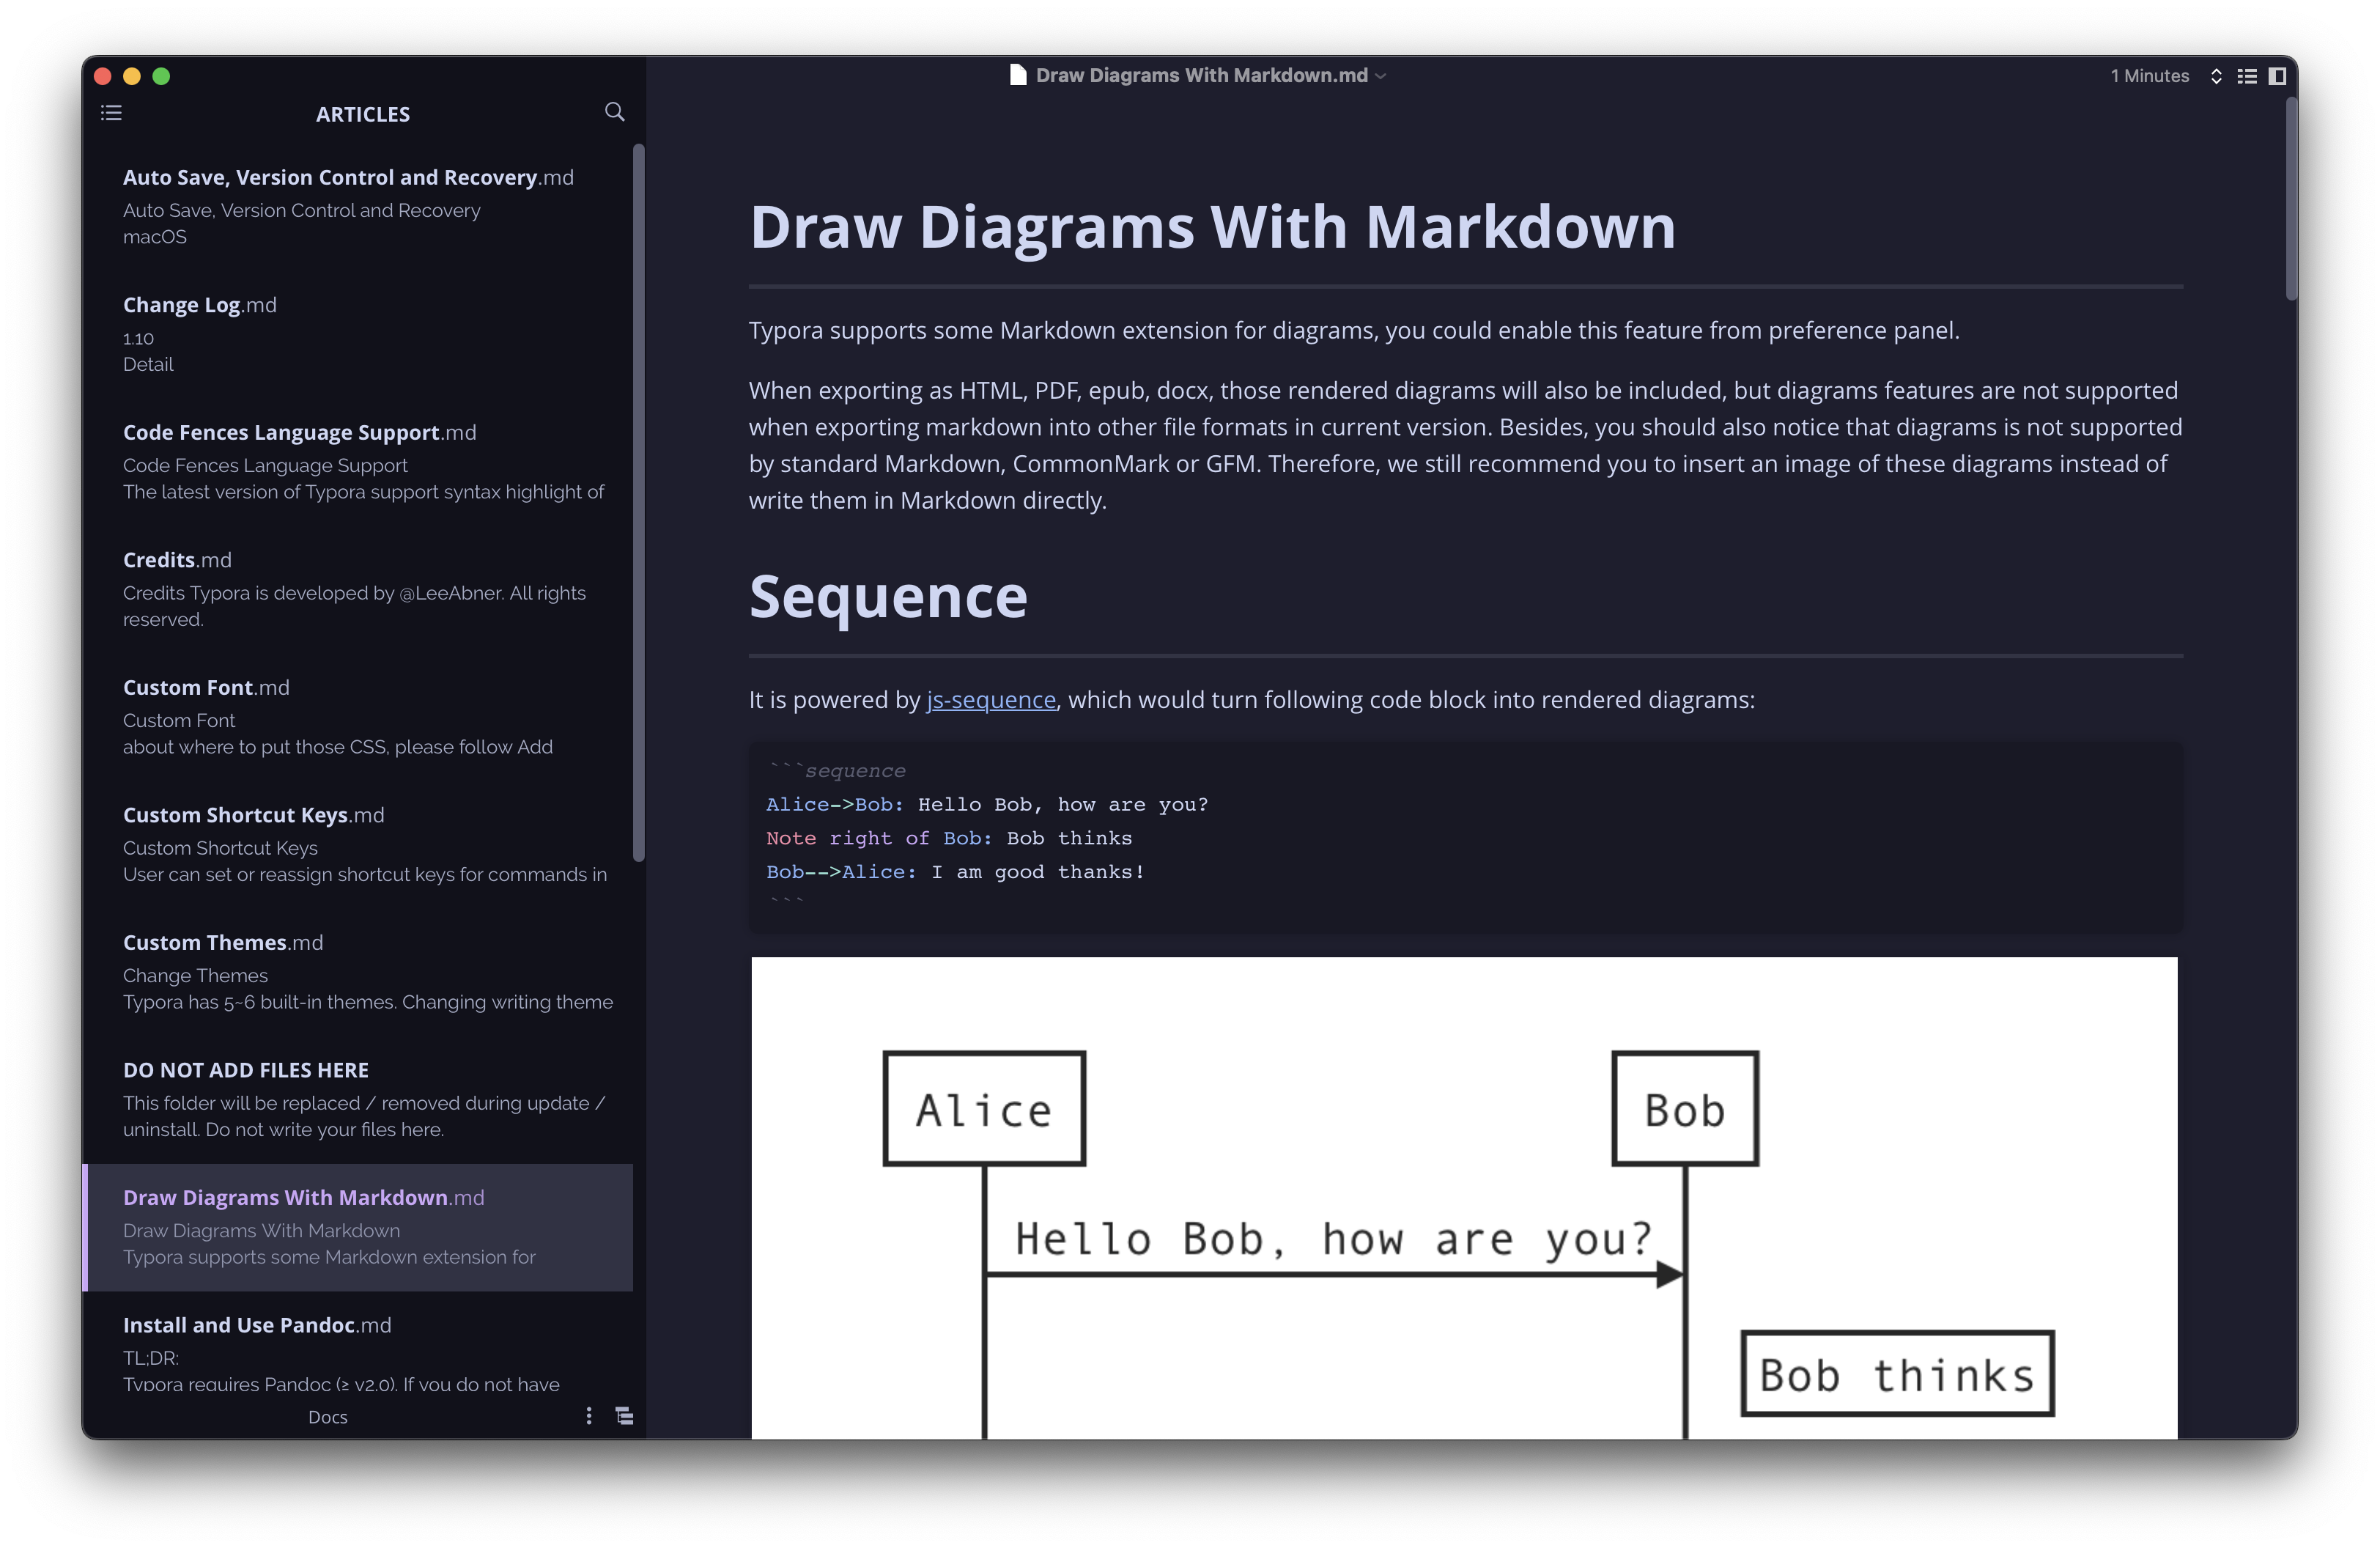 Draw Diagrams With Markdown.md
1 Minutes
ARTICLES
Auto Save, Version Control and Recovery.md
Auto Save, Version Control and Recovery
macOS
Change Log.md
1.10
Detail
Code Fences Language Support.md
Code Fences Language Support
The latest version of Typora support syntax highlight of
Credits.md
Credits Typora is developed by @LeeAbner. All rights
reserved.
Custom Font.md
Custom Font
about where to put those CSS, please follow Add
Custom Shortcut Keys.md
Custom Shortcut Keys
User can set or reassign shortcut keys for commands in
Custom Themes.md
Change Themes
Typora has 5~6 built-in themes. Changing writing theme
DO NOT ADD FILES HERE
This folder will be replaced / removed during update /
uninstall. Do not write your files here.
Draw Diagrams With Markdown.md
Draw Diagrams With Markdown
Typora supports some Markdown extension for
Install and Use Pandoc.md
TL;DR:
Typora requires Pandoc (≥ v2.0). If you do not have
Docs
Draw Diagrams With Markdown
Typora supports some Markdown extension for diagrams, you could enable this feature from preference panel.
When exporting as HTML, PDF, epub, docx, those rendered diagrams will also be included, but diagrams features are not supported
when exporting markdown into other file formats in current version. Besides, you should also notice that diagrams is not supported
by standard Markdown, CommonMark or GFM. Therefore, we still recommend you to insert an image of these diagrams instead of
write them in Markdown directly.
Sequence
It is powered by js-sequence, which would turn following code block into rendered diagrams:
```sequence
Alice->Bob: Hello Bob, how are you?
Note right of Bob: Bob thinks
Bob-->Alice: I am good thanks!
```
Alice
Bob
Hello Bob, how are you?
Bob thinks